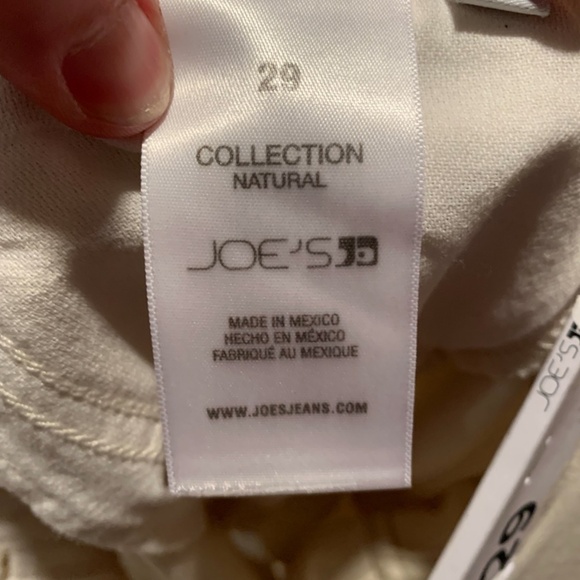 29
COLLECTION
NATURAL
JOE'S
MADE IN MEXICO
HECHO EN MÉXICO
FABRIQUÉ AU MEXIQUE
WWW.JOESJEANS.COM
JOE'S
29